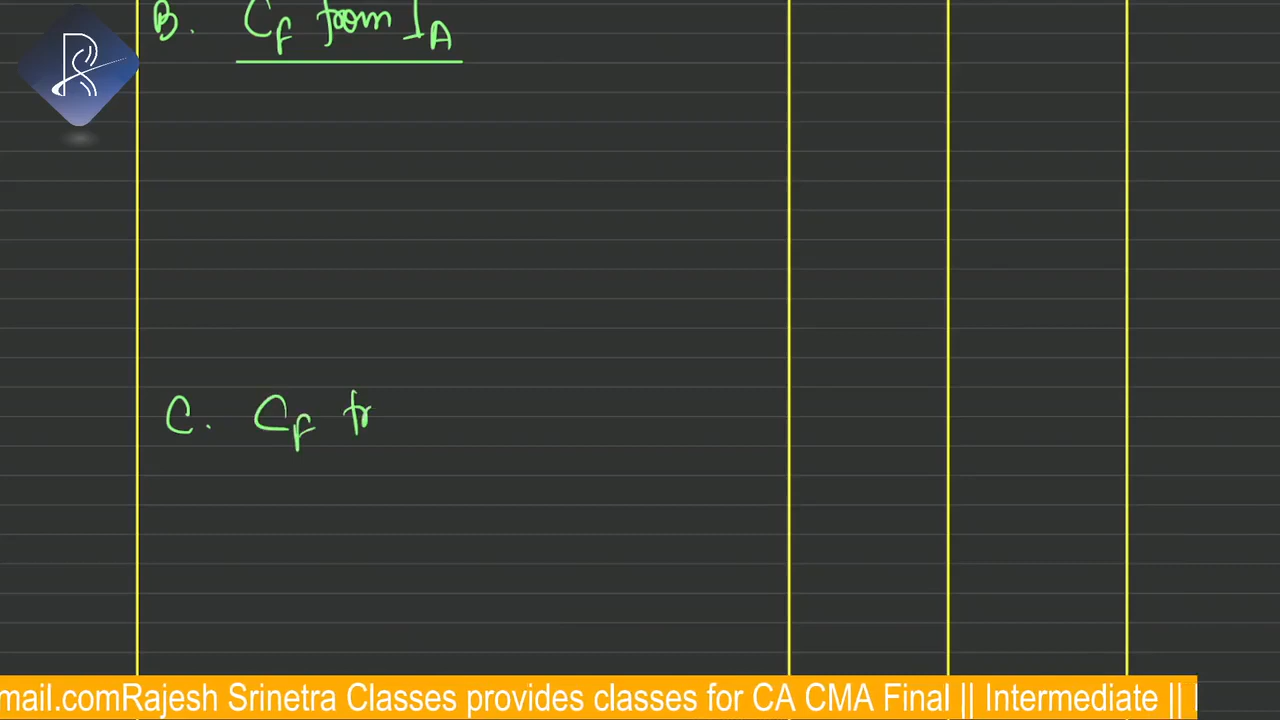 B. CF from IA
C. CF fr
mail.comRajesh Srinetra Classes provides classes for CA CMA Final || Intermediate ||